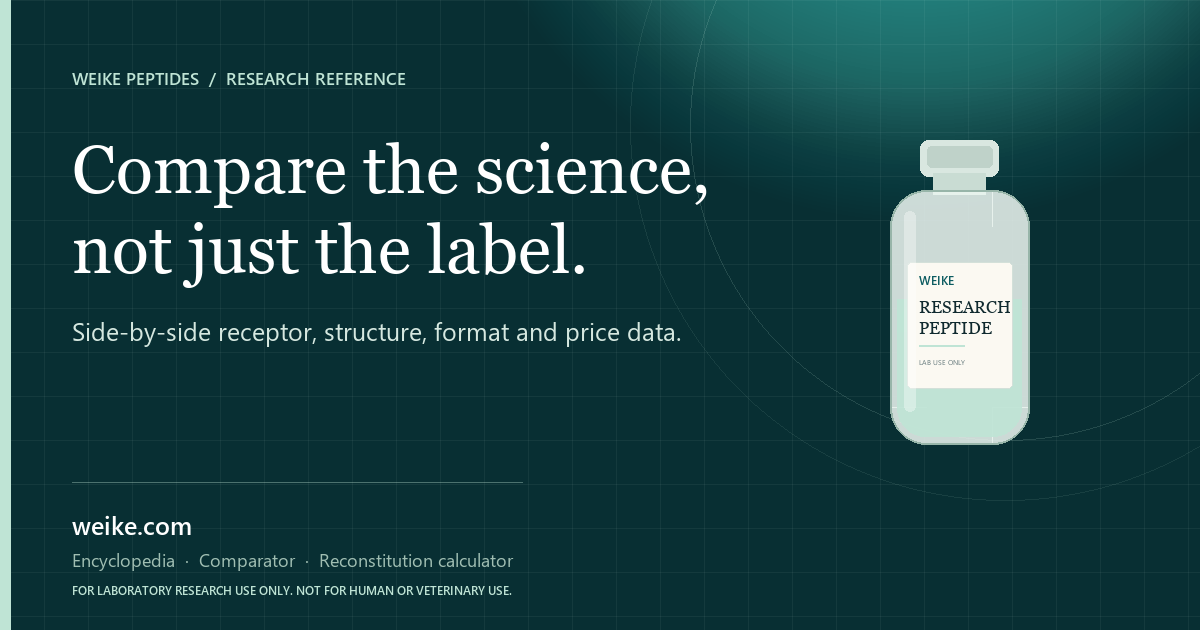 WEIKE PEPTIDES / RESEARCH REFERENCE
Compare the science,
not just the label.
Side-by-side receptor, structure, format and price data.
WEIKE
RESEARCH
PEPTIDE
LAB USE ONLY
weike.com
Encyclopedia · Comparator · Reconstitution calculator
FOR LABORATORY RESEARCH USE ONLY. NOT FOR HUMAN OR VETERINARY USE.